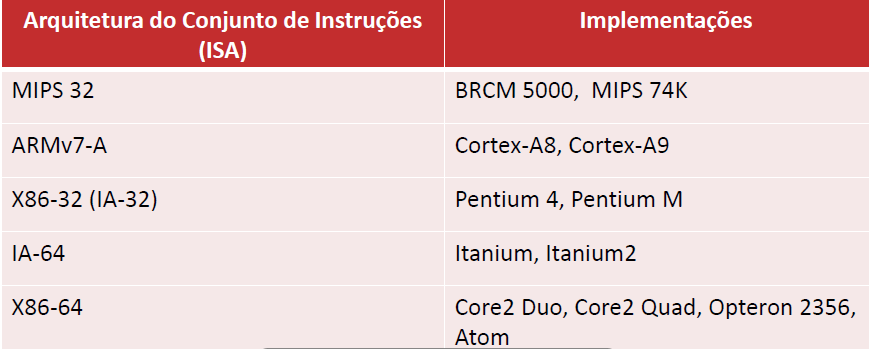 Arquitetura do Conjunto de Instruções
(ISA)
Implementações
MIPS 32
BRCM 5000, MIPS 74K
ARMv7-A
Cortex-A8, Cortex-A9
X86-32 (IA-32)
Pentium 4, Pentium M
IA-64
Itanium, Itanium2
X86-64
Core2 Duo, Core2 Quad, Opteron 2356,
Atom